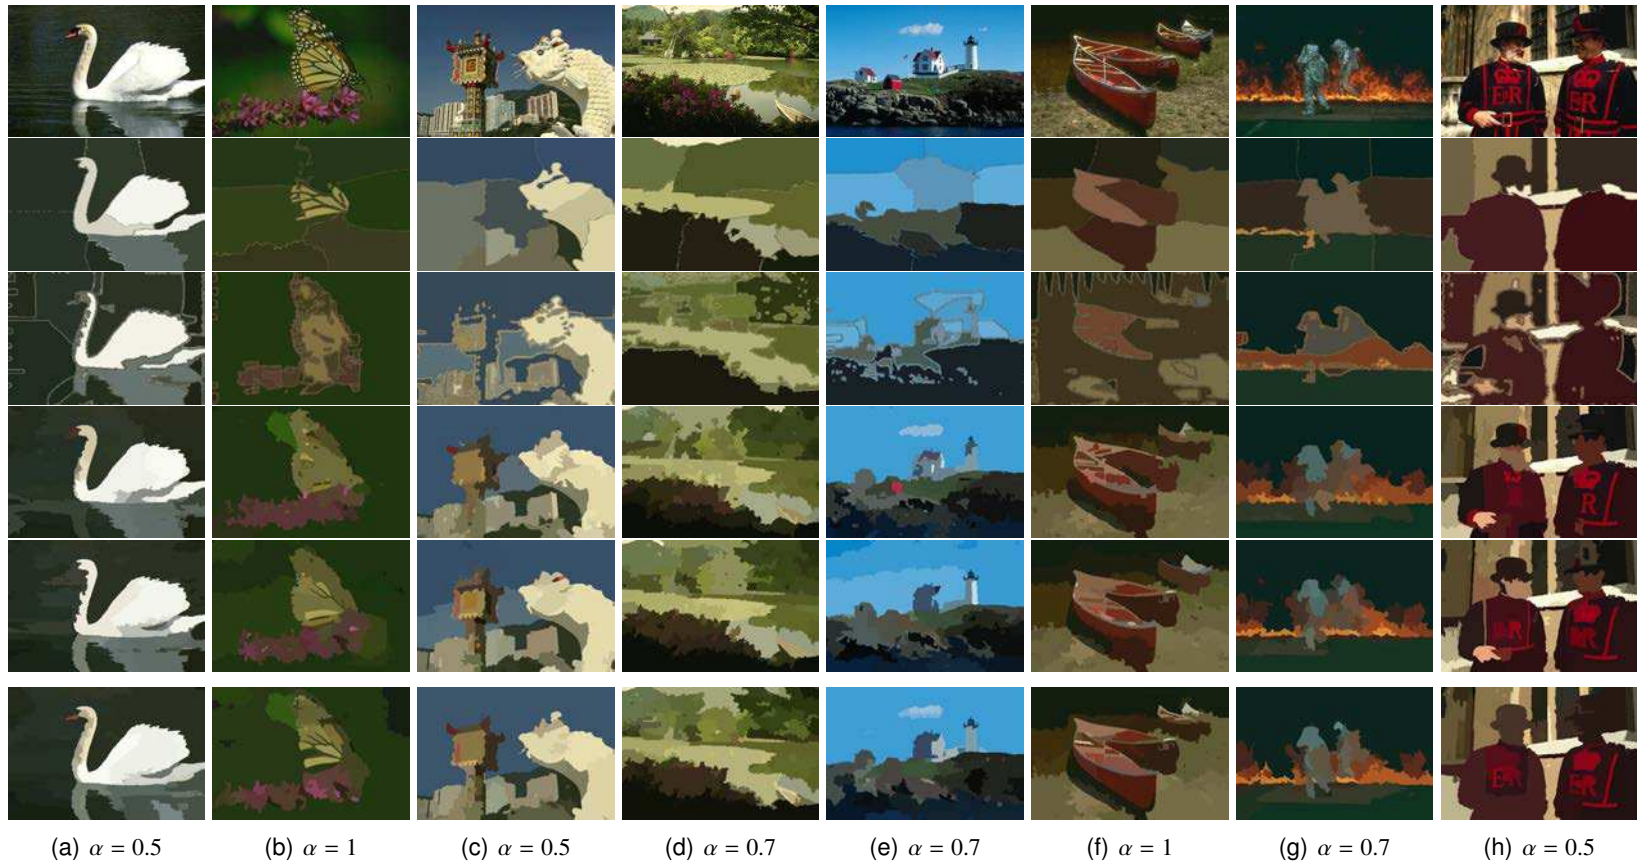 E R
E R
R
R
E R
E R
E R
E R
(a) α = 0.5
(b) α = 1
(c) α = 0.5
(d) α = 0.7
(e) α = 0.7
(f) α = 1
(g) α = 0.7
(h) α = 0.5